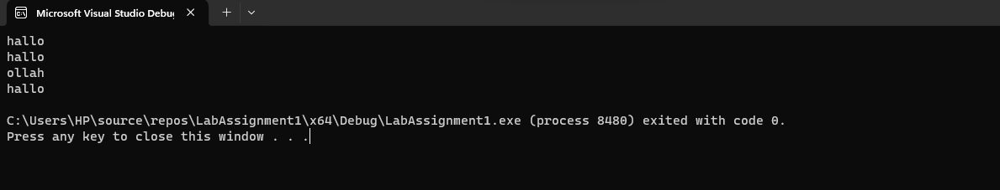 Microsoft Visual Studio Debu
hallo
hallo
ollah
hallo
C:\Users\HP\source\repos\LabAssignment1\x64\Debug\LabAssignment1.exe (process 8480) exited with code 0.
Press any key to close this window . . .